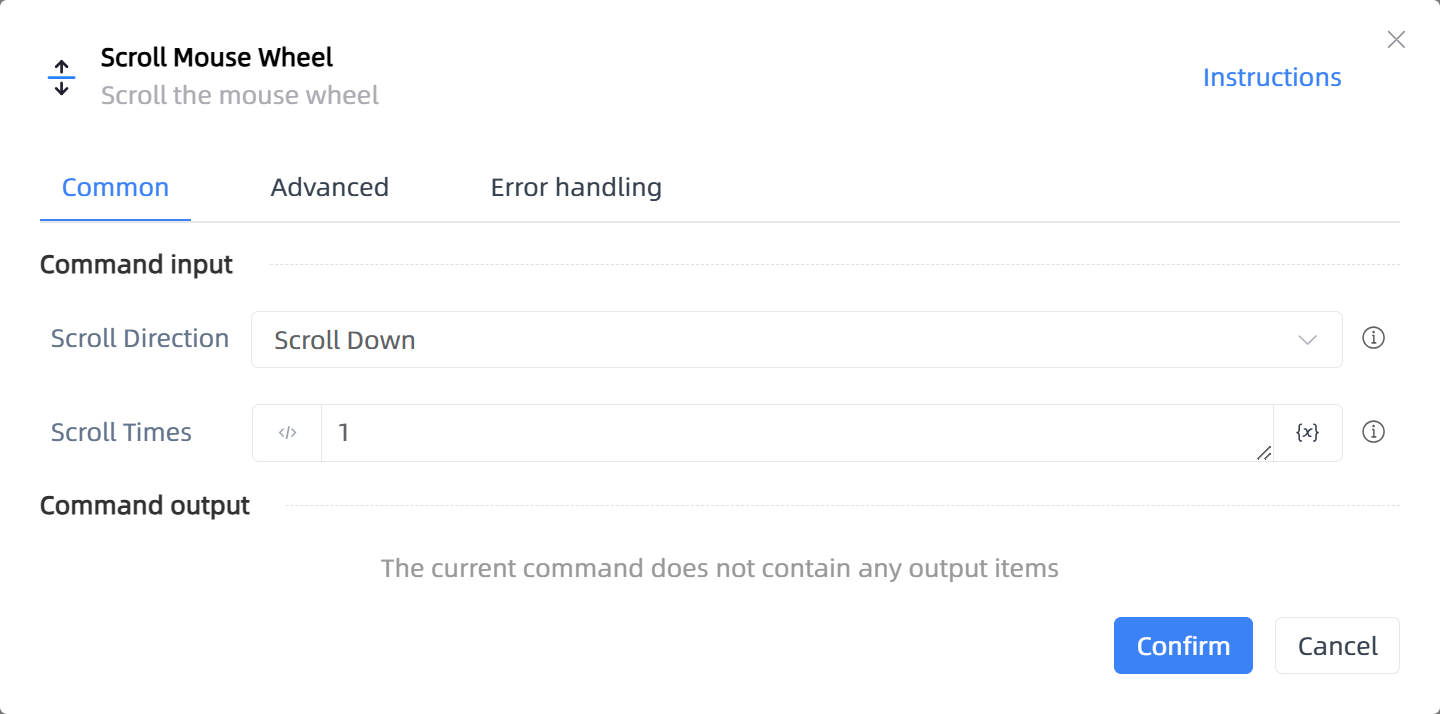 Scroll Mouse Wheel
Scroll the mouse wheel
Instructions
Common Advanced Error handling
Command input
Scroll Direction Scroll Down
Scroll Times </> 1 {x}
Command output
The current command does not contain any output items
Confirm Cancel